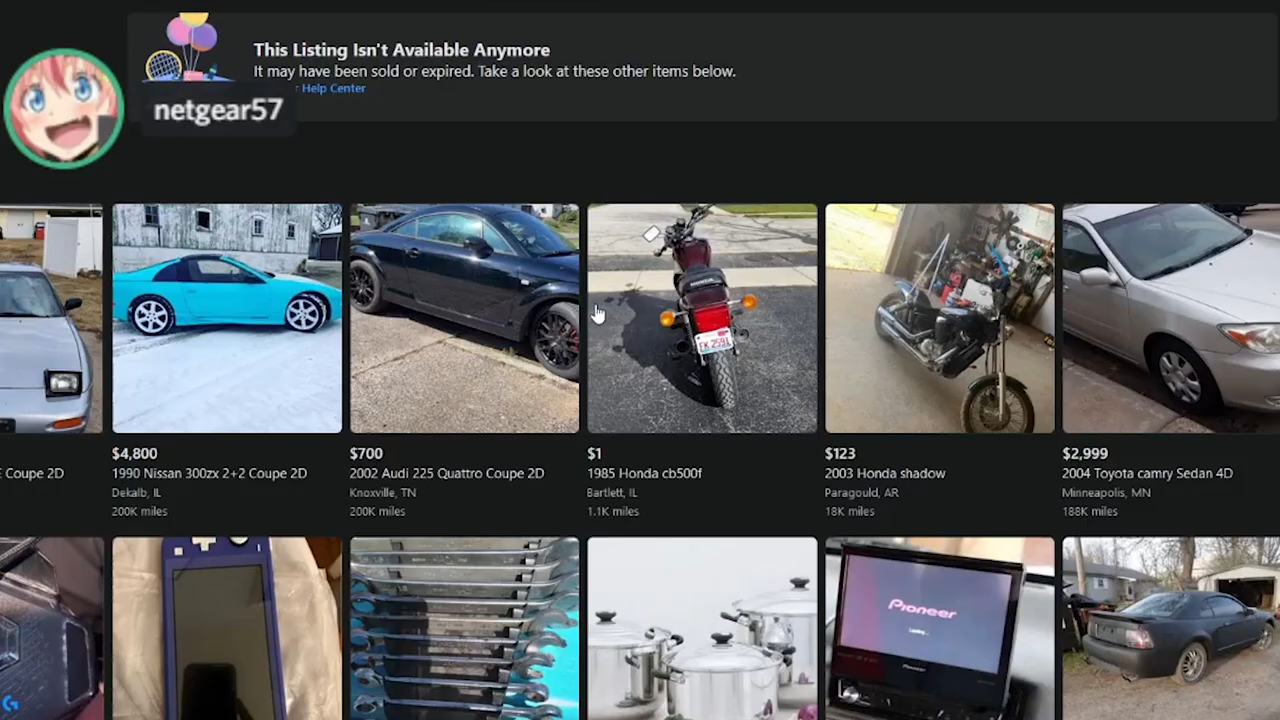 This Listing Isn't Available Anymore
It may have been sold or expired. Take a look at these other items below.
Help Center
netgear57
FK 2591
$4,800
$700
$1
$123
$2,999
Coupe 2D
1990 Nissan 300zx 2+2 Coupe 2D
2002 Audi 225 Quattro Coupe 2D
1985 Honda cb500f
2003 Honda shadow
2004 Toyota camry Sedan 4D
Dekalb, IL
Knoxville, TN
Bartlett, IL
Paragould, AR
Minneapolis, MN
200K miles
200K miles
1.1K miles
18K miles
188K miles
Pioneer
Loading...
Pioneer